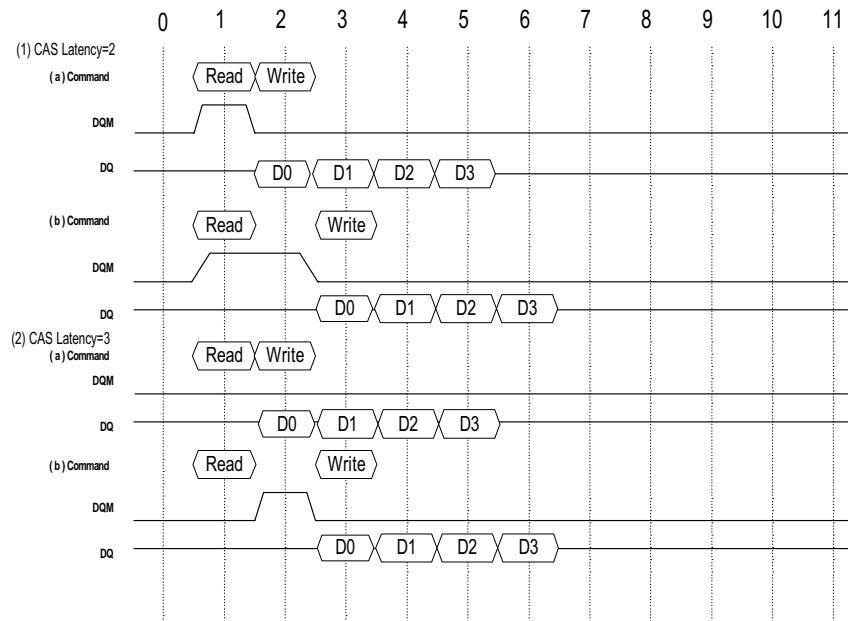 0 1 2 3 4 5 6 7 8 9 10 11
(1) CAS Latency=2
( a ) Command Read Write
DQM
DQ D0 D1 D2 D3
( b ) Command Read Write
DQM
DQ D0 D1 D2 D3
(2) CAS Latency=3
( a ) Command Read Write
DQM
DQ D0 D1 D2 D3
( b ) Command Read Write
DQM
DQ D0 D1 D2 D3